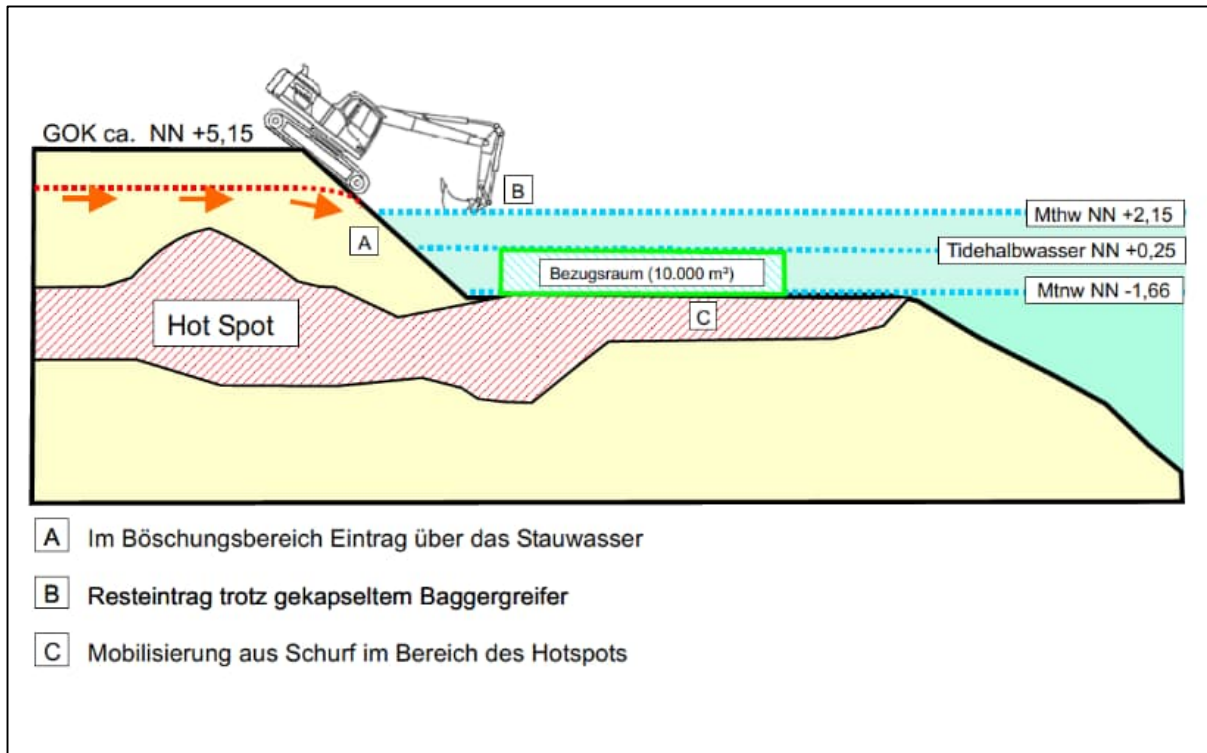 GOK ca. NN +5,15
B
Mthw NN +2,15
A
Tidehalbwasser NN +0,25
Bezugsraum (10.000 m³)
Mtnw NN -1,66
Hot Spot
C
A Im Böschungsbereich Eintrag über das Stauwasser
B Resteintrag trotz gekapseltem Baggergreifer
C Mobilisierung aus Schurf im Bereich des Hotspots